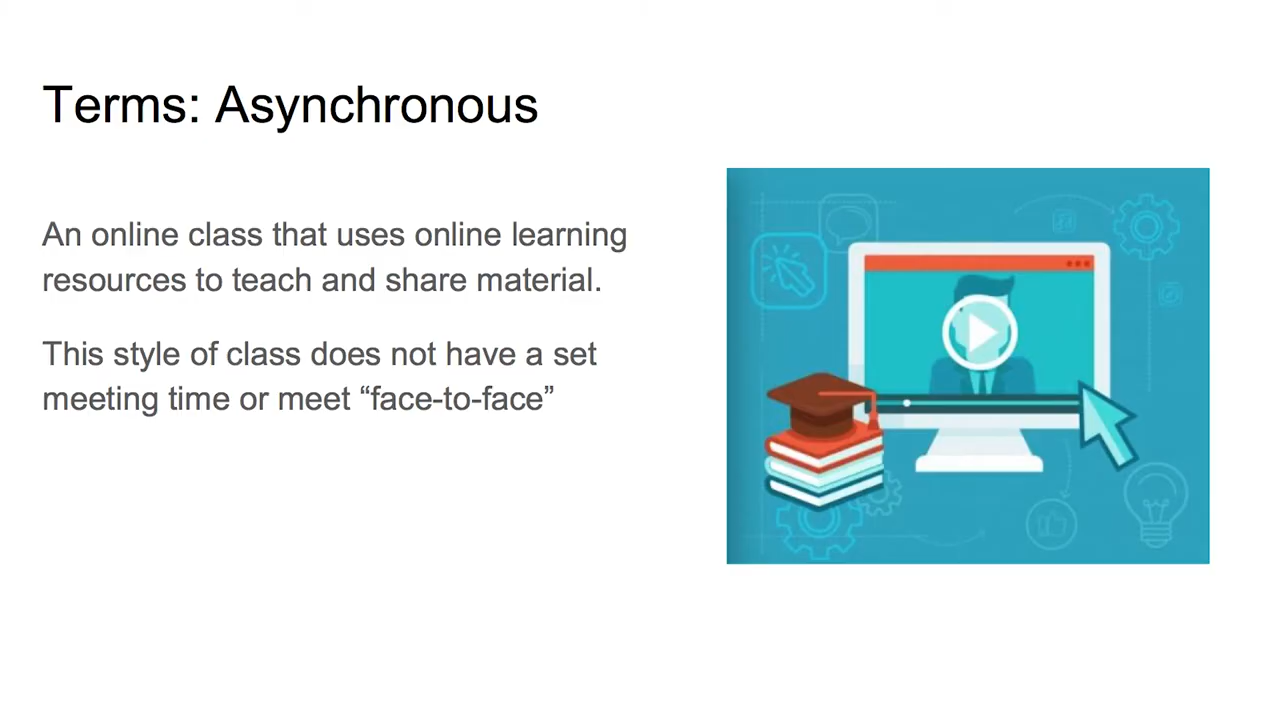 Terms: Asynchronous
An online class that uses online learning
resources to teach and share material.
This style of class does not have a set
meeting time or meet “face-to-face”